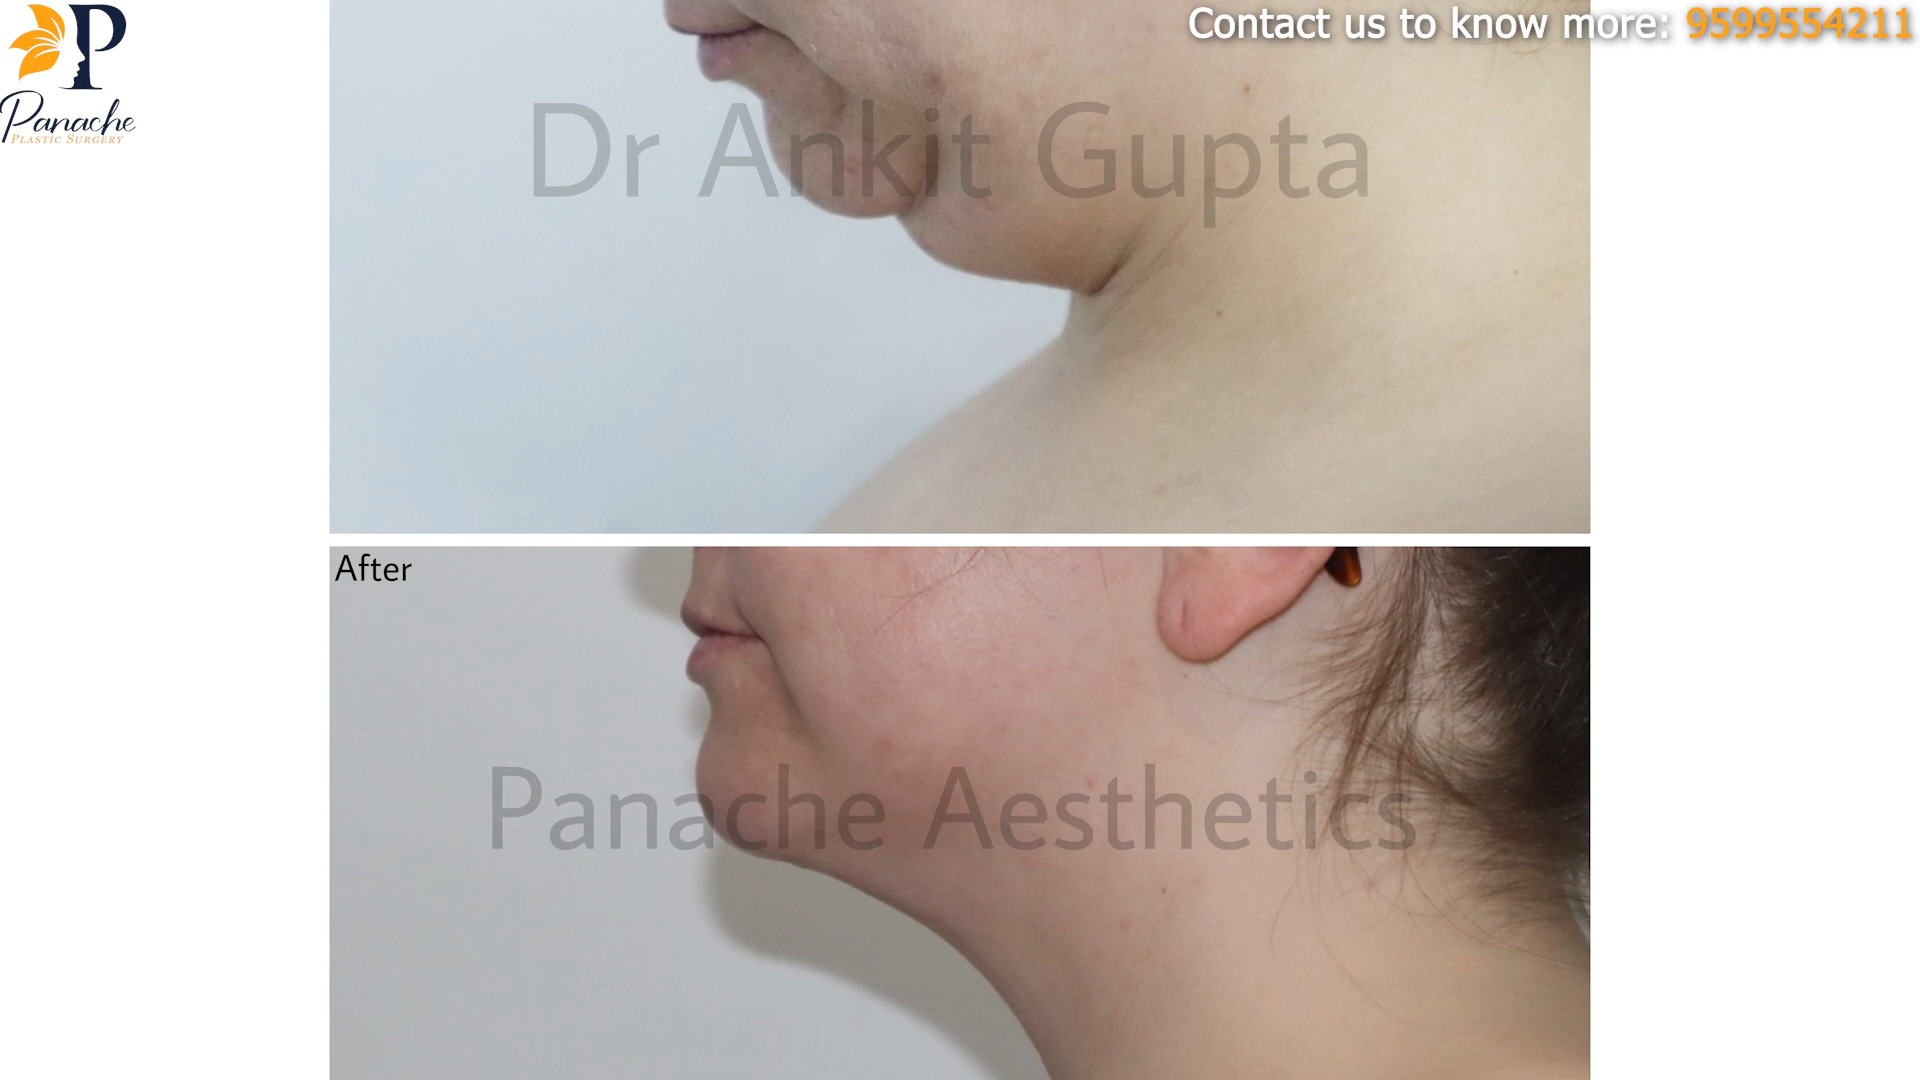 P
Panache
PLASTIC SURGERY
Contact us to know more: 9599554211
Dr Ankit Gupta
After
Panache Aesthetics